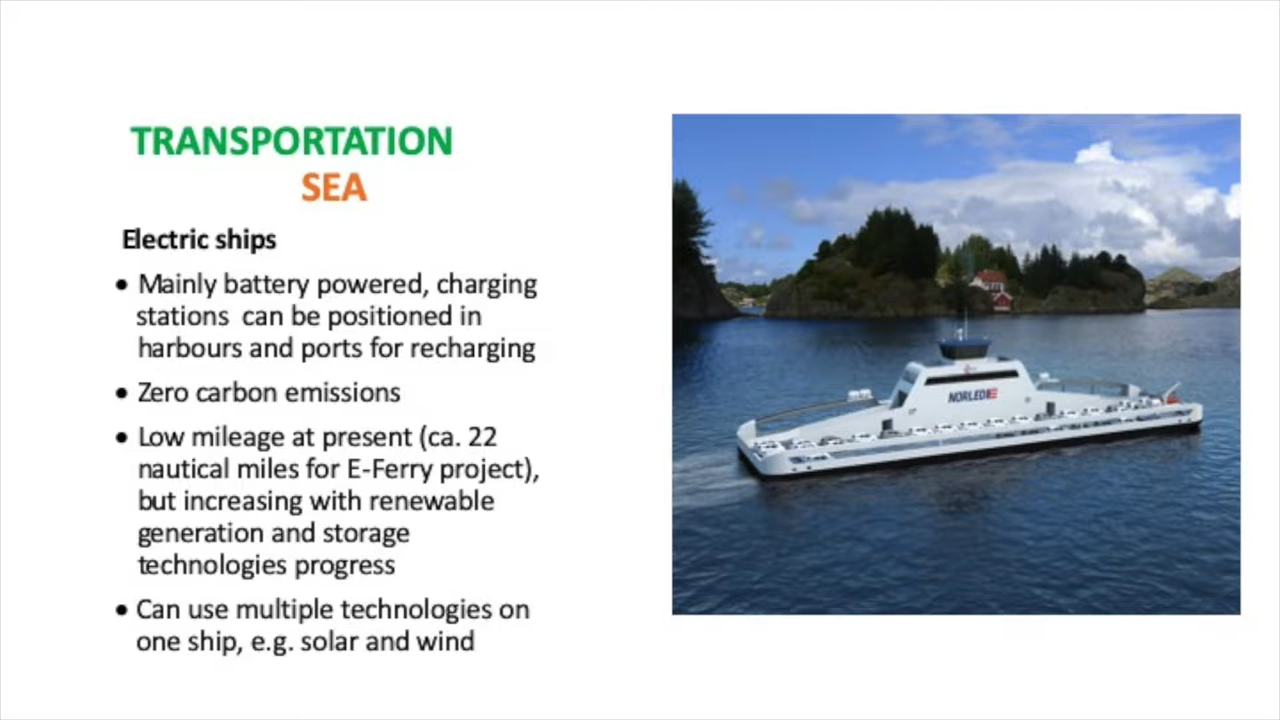 TRANSPORTATION
SEA
Electric ships
• Mainly battery powered, charging
stations can be positioned in
harbours and ports for recharging
• Zero carbon emissions
• Low mileage at present (ca. 22
nautical miles for E-Ferry project),
but increasing with renewable
generation and storage
technologies progress
• Can use multiple technologies on
one ship, e.g. solar and wind
NORLED